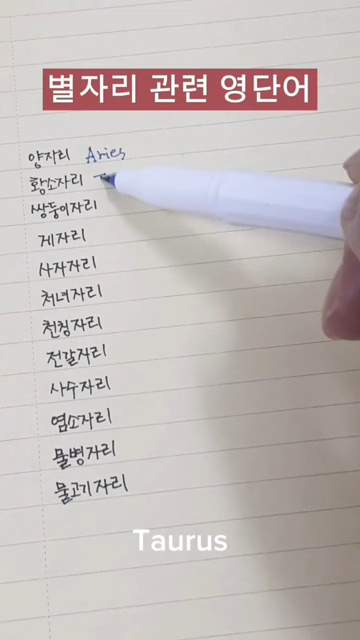 별자리 관련 영단어
양자리 Aries
황소자리 T
쌍둥이자리
게자리
사자자리
처녀자리
천칭자리
전갈자리
사수자리
염소자리
물병자리
물고기자리
Taurus